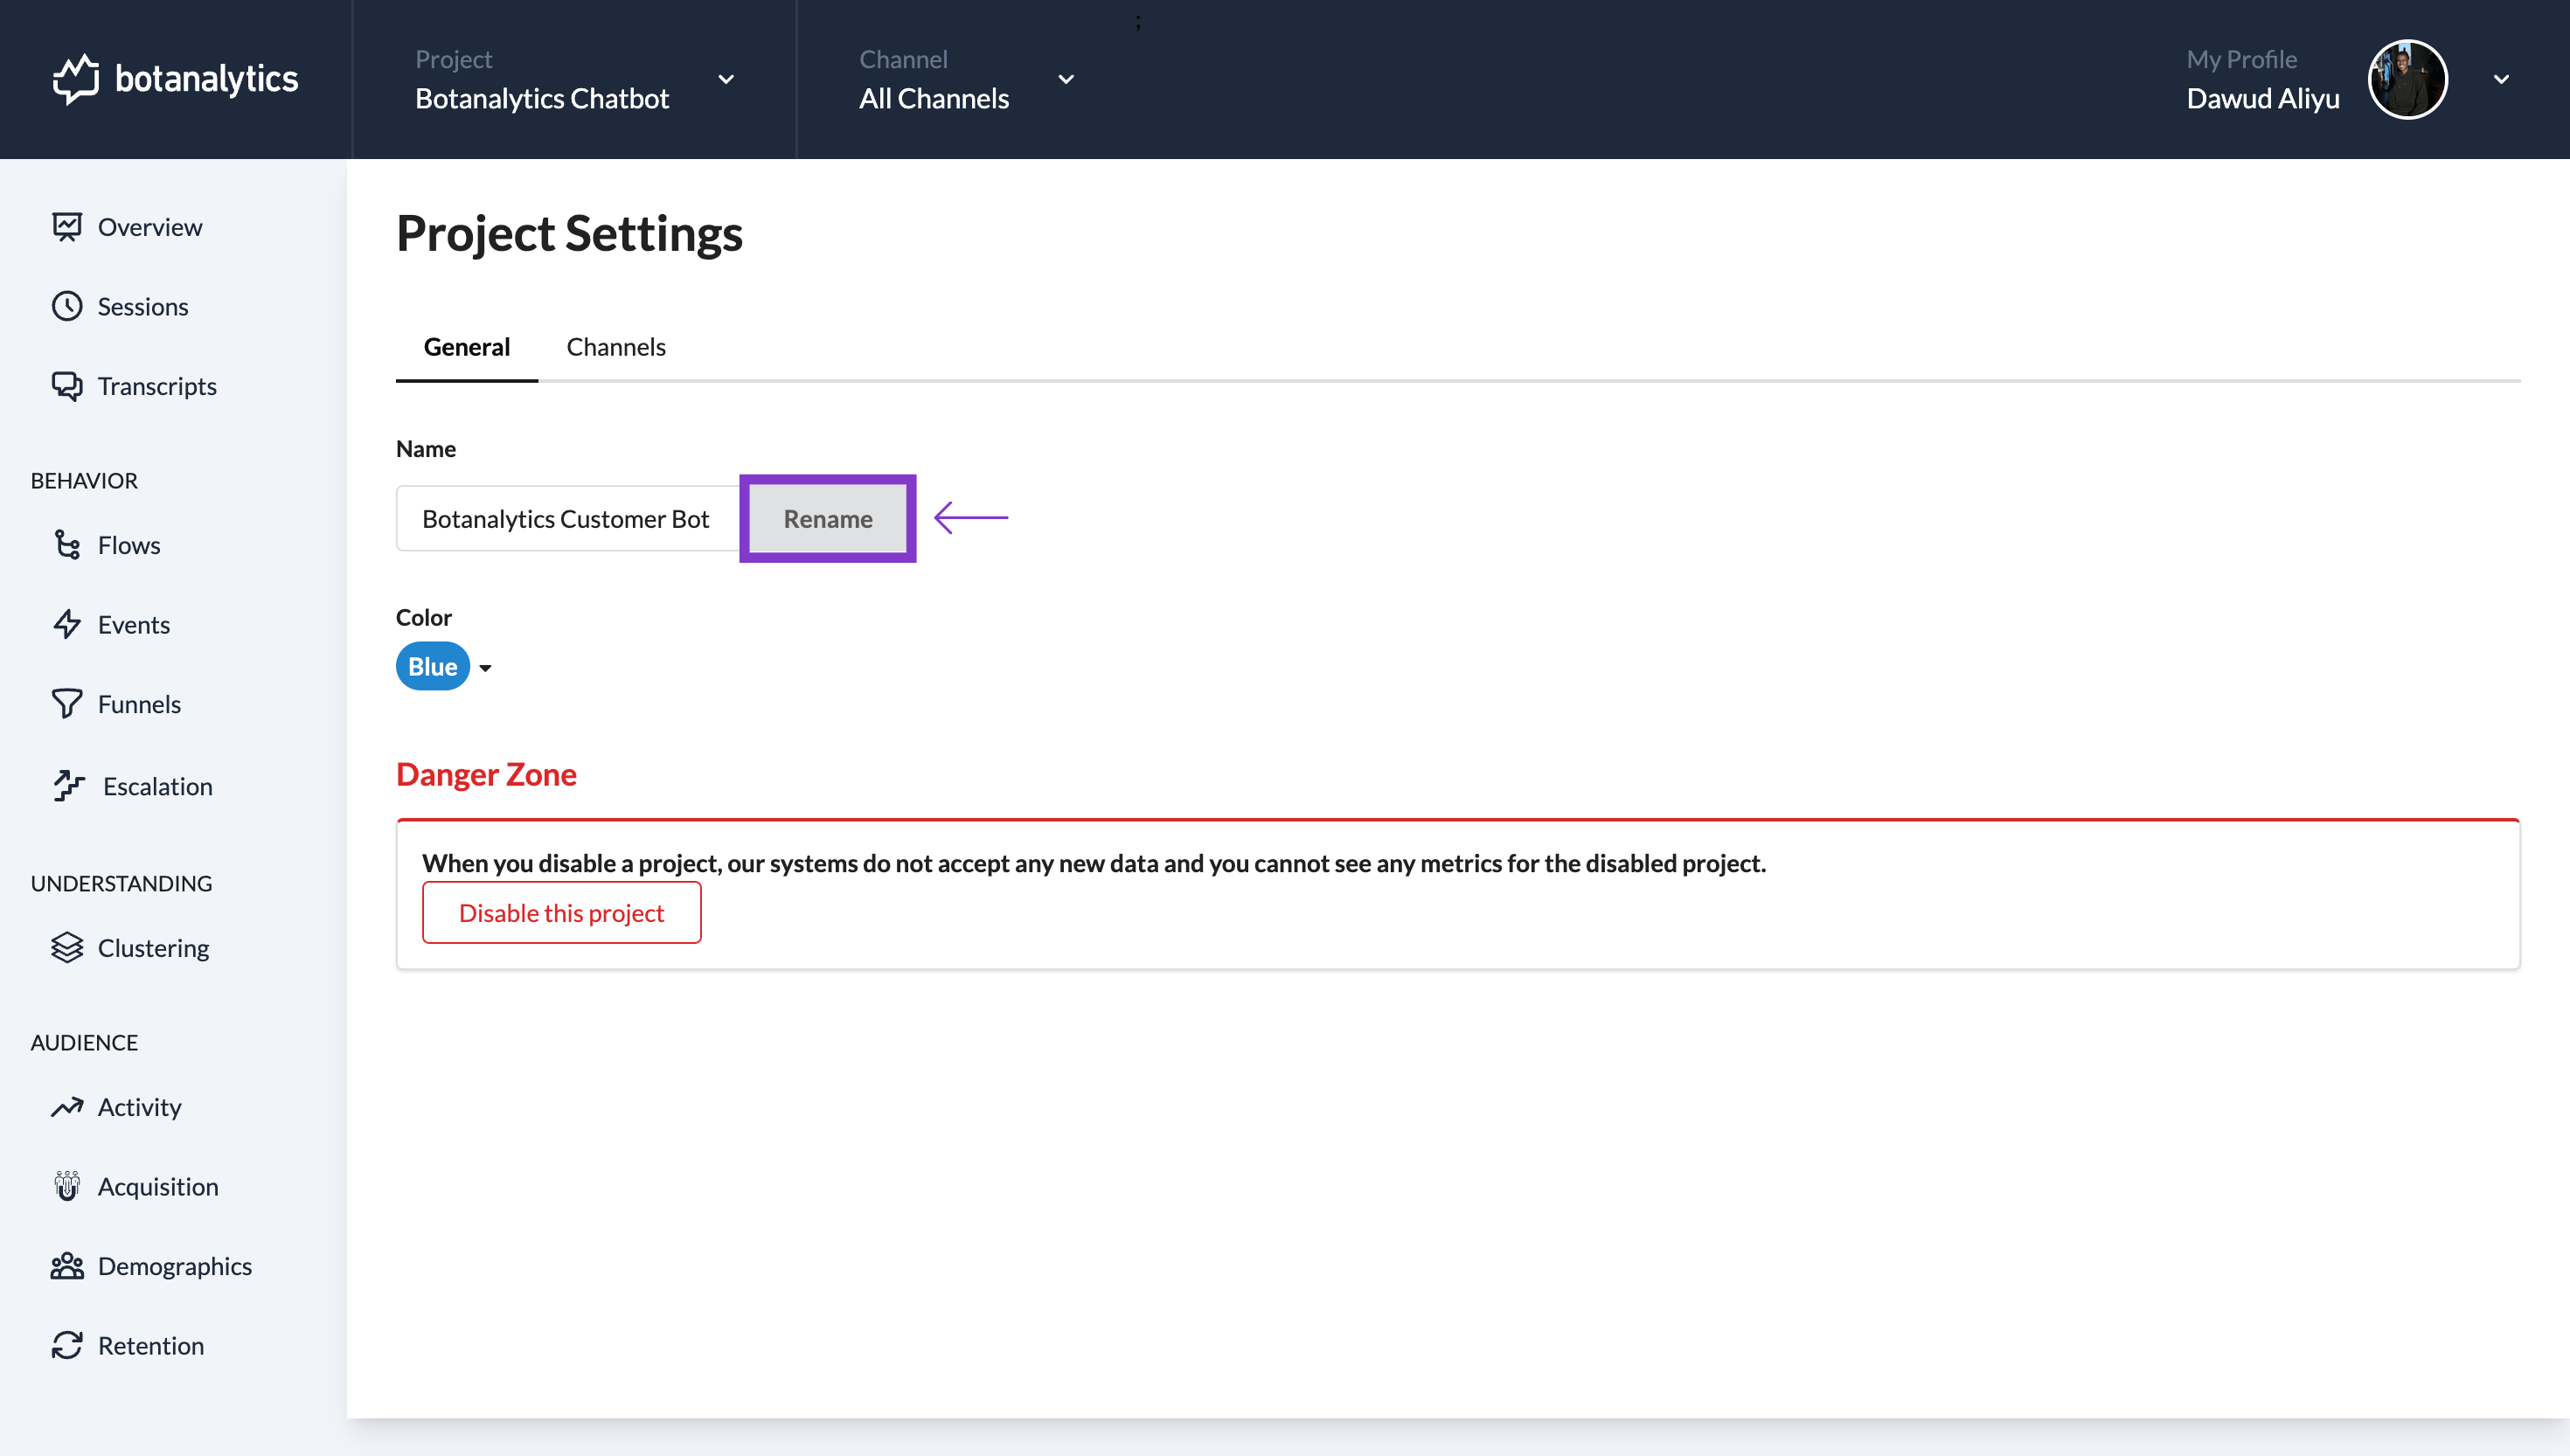 botanalytics
Project
Botanalytics Chatbot
Channel
All Channels
;
My Profile
Dawud Aliyu
Overview
Sessions
Transcripts
BEHAVIOR
Flows
Events
Funnels
Escalation
UNDERSTANDING
Clustering
AUDIENCE
Activity
Acquisition
Demographics
Retention
Project Settings
General Channels
Name
Botanalytics Customer Bot Rename
Color
Blue
Danger Zone
When you disable a project, our systems do not accept any new data and you cannot see any metrics for the disabled project.
Disable this project